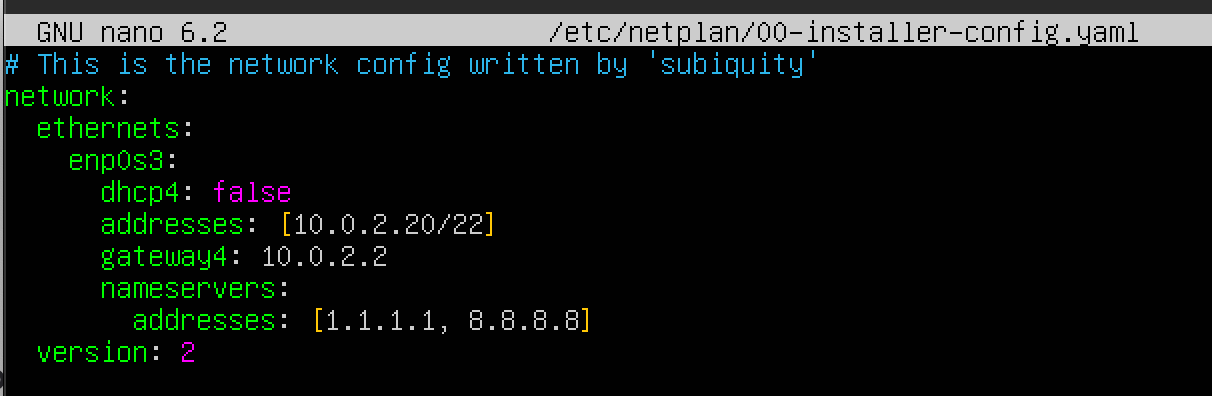 GNU nano 6.2 /etc/netplan/00-installer-config.yaml
# This is the network config written by 'subiquity'
network:
  ethernets:
    enp0s3:
      dhcp4: false
      addresses: [10.0.2.20/22]
      gateway4: 10.0.2.2
      nameservers:
        addresses: [1.1.1.1, 8.8.8.8]
  version: 2